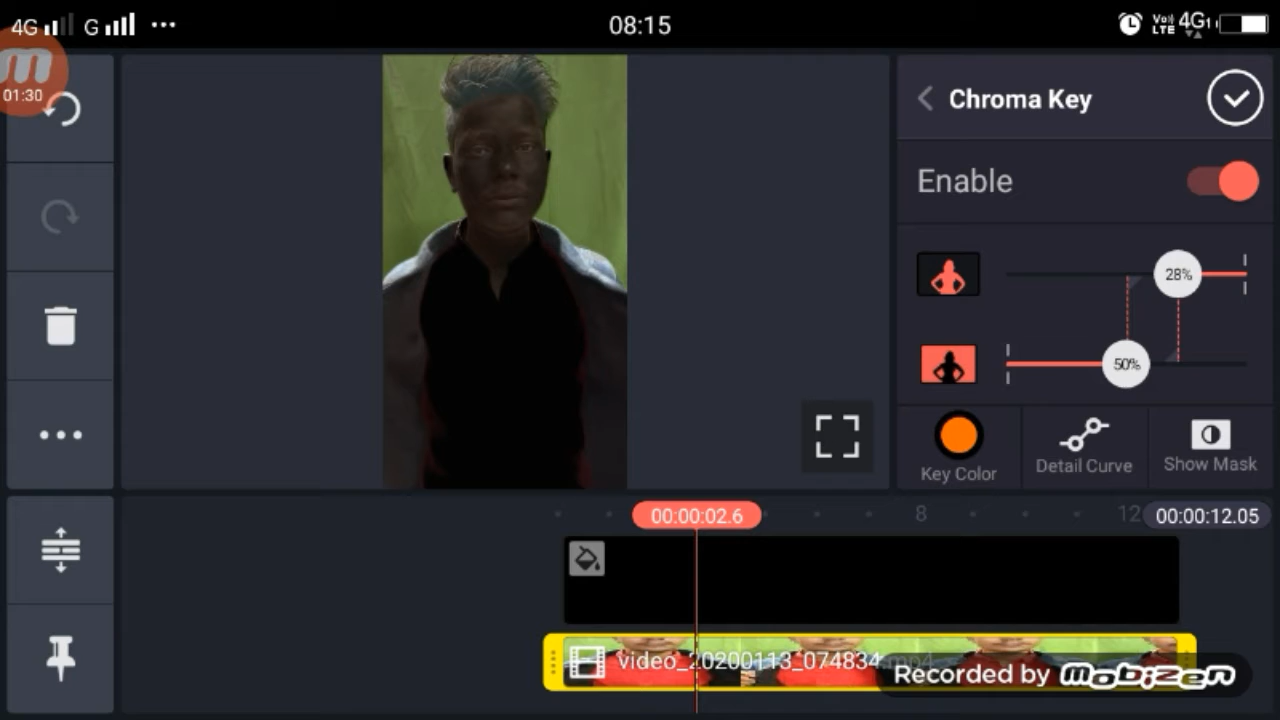 4G G ... 08:15 Vo)) LTE 4G
m
01:30
Chroma Key
Enable
28%
50%
Key Color Detail Curve Show Mask
00:00:02.6 8 12 00:00:12.05
video_20200113_074834.mp4
Recorded by mobizen